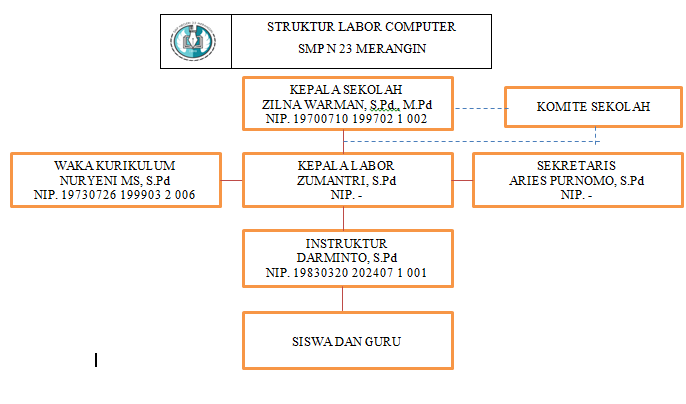 STRUKTUR LABOR COMPUTER
SMP N 23 MERANGIN
KEPALA SEKOLAH
ZILNA WARMAN, S.Pd., M.Pd
NIP. 19700710 199702 1 002
KOMITE SEKOLAH
WAKA KURIKULUM
NURYENI MS, S.Pd
NIP. 19730726 199903 2 006
KEPALA LABOR
ZUMANTRI, S.Pd
NIP. -
SEKRETARIS
ARIES PURNOMO, S.Pd
NIP. -
INSTRUKTUR
DARMINTO, S.Pd
NIP. 19830320 202407 1 001
SISWA DAN GURU